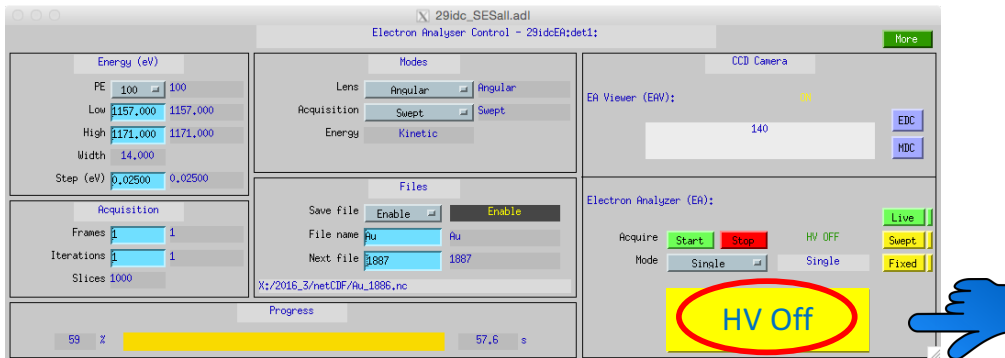 29idc_SESall.adl
Electron Analyser Control - 29idcEA:det1:
More
Energy (eV)
PE 100 100
Low 1157.000 1157.000
High 1171.000 1171.000
Width 14.000
Step (eV) 0.02500 0.02500
Acquisition
Frames 1 1
Iterations 1 1
Slices 1000
Modes
Lens Angular Angular
Acquisition Swept Swept
Energy Kinetic
Files
Save file Enable Enable
File name Au Au
Next file 1887 1887
X:/2016_3/netCDF/Au_1886.nc
Progress
59 % 57.6 s
CCD Camera
EA Viewer (EAV): ON
140
EDC
MDC
Electron Analyzer (EA):
Live
Acquire Start Stop HV OFF Swept
Mode Single Single Fixed
HV Off